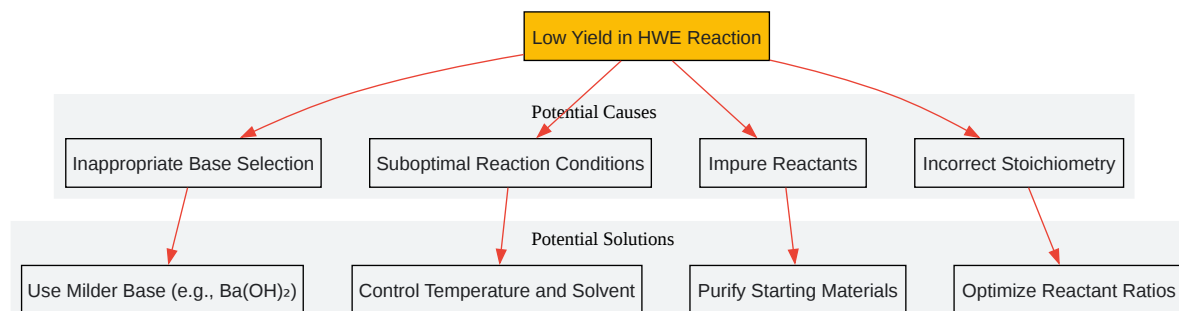 Low Yield in HWE Reaction
Potential Causes
Inappropriate Base Selection
Suboptimal Reaction Conditions
Impure Reactants
Incorrect Stoichiometry
Potential Solutions
Use Milder Base (e.g., Ba(OH)₂)
Control Temperature and Solvent
Purify Starting Materials
Optimize Reactant Ratios